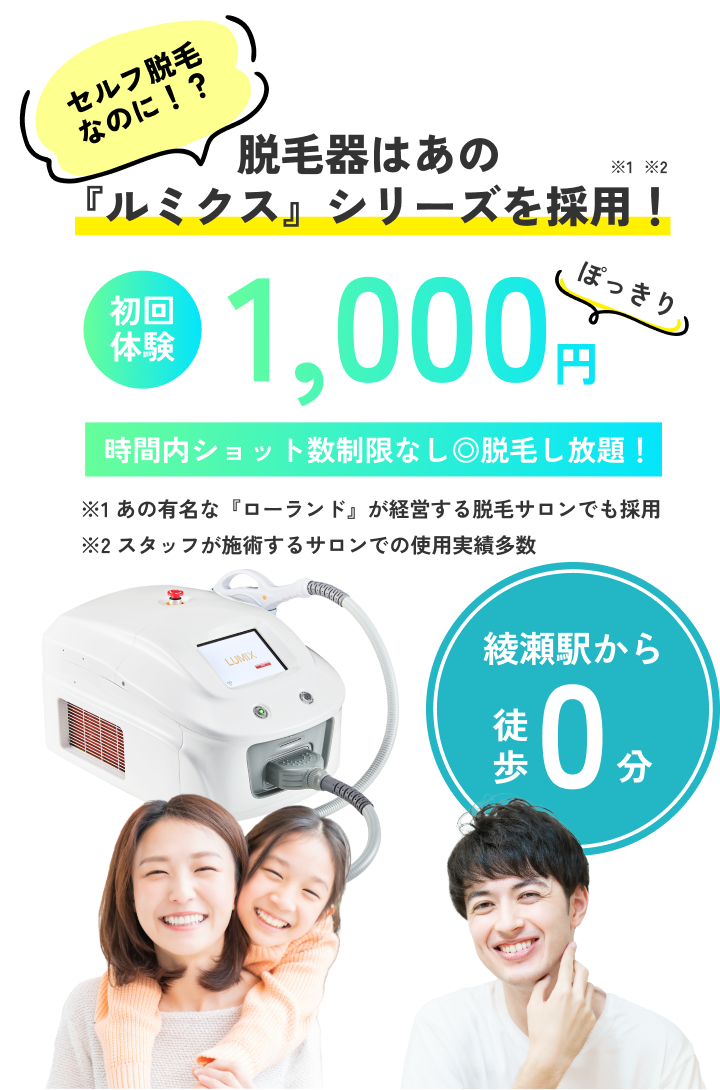 セルフ脱毛
なのに！？
脱毛器はあの
※1 ※2
『ルミクス』シリーズを採用！
初回
体験
1,000円
ぽっきり
時間内ショット数制限なし◎脱毛し放題！
※1 あの有名な『ローランド』が経営する脱毛サロンでも採用
※2 スタッフが施術するサロンでの使用実績多数
LUMIX
綾瀬駅から
徒歩0分